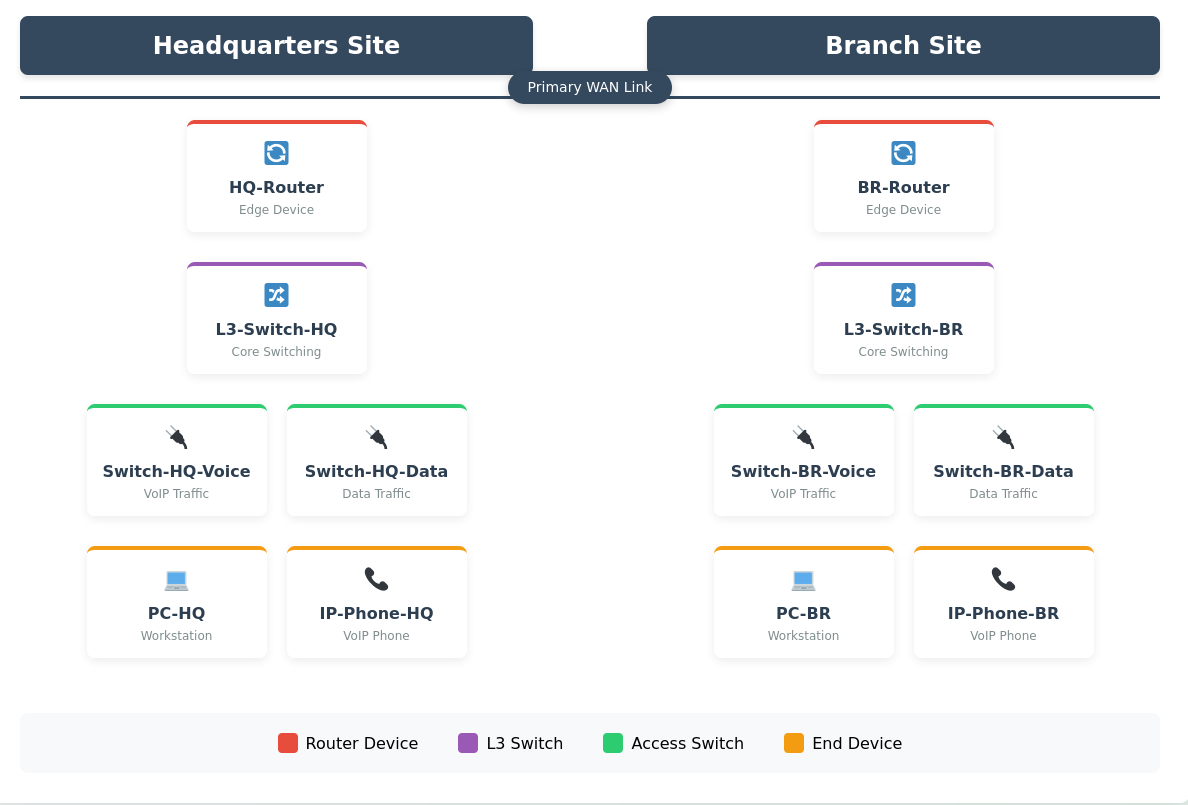 Headquarters Site
Branch Site
Primary WAN Link
HQ-Router
Edge Device
BR-Router
Edge Device
L3-Switch-HQ
Core Switching
L3-Switch-BR
Core Switching
Switch-HQ-Voice
VoIP Traffic
Switch-HQ-Data
Data Traffic
Switch-BR-Voice
VoIP Traffic
Switch-BR-Data
Data Traffic
PC-HQ
Workstation
IP-Phone-HQ
VoIP Phone
PC-BR
Workstation
IP-Phone-BR
VoIP Phone
Router Device
L3 Switch
Access Switch
End Device